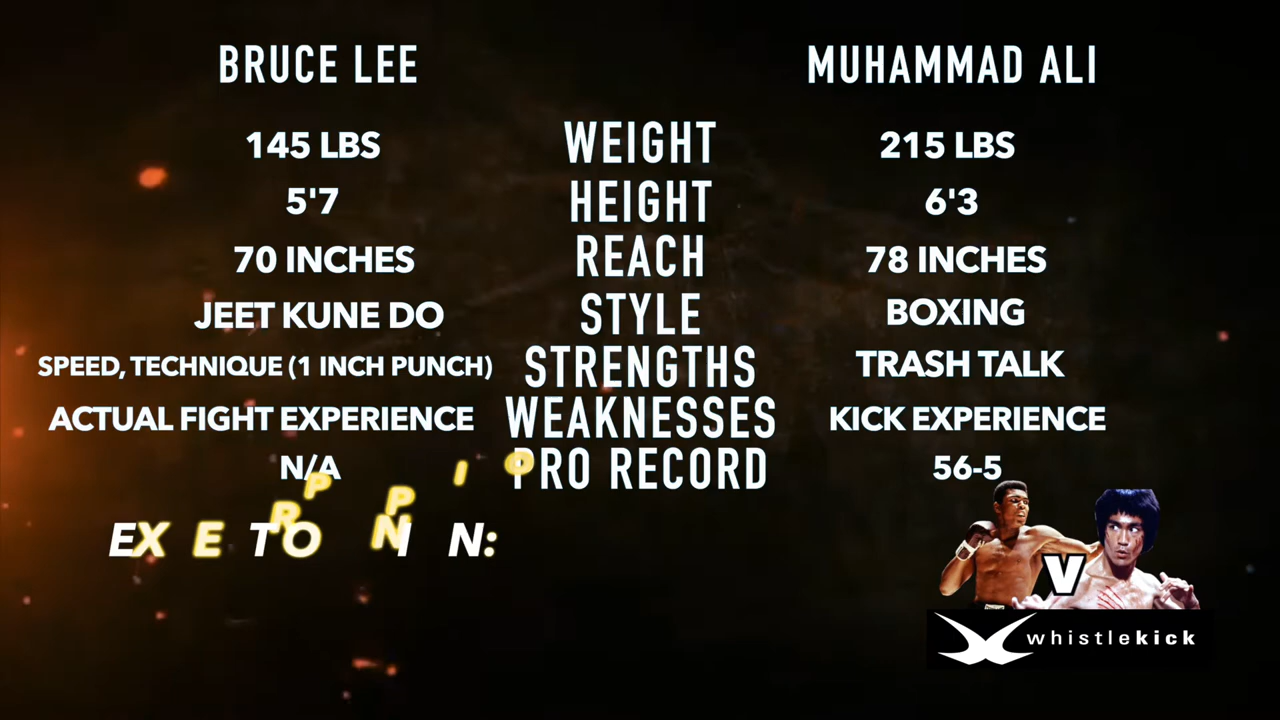 BRUCE LEE MUHAMMAD ALI
145 LBS WEIGHT 215 LBS
5'7 HEIGHT 6'3
70 INCHES REACH 78 INCHES
JEET KUNE DO STYLE BOXING
SPEED, TECHNIQUE (1 INCH PUNCH) STRENGTHS TRASH TALK
ACTUAL FIGHT EXPERIENCE WEAKNESSES KICK EXPERIENCE
N/A PRO RECORD 56-5
V
whistlekick